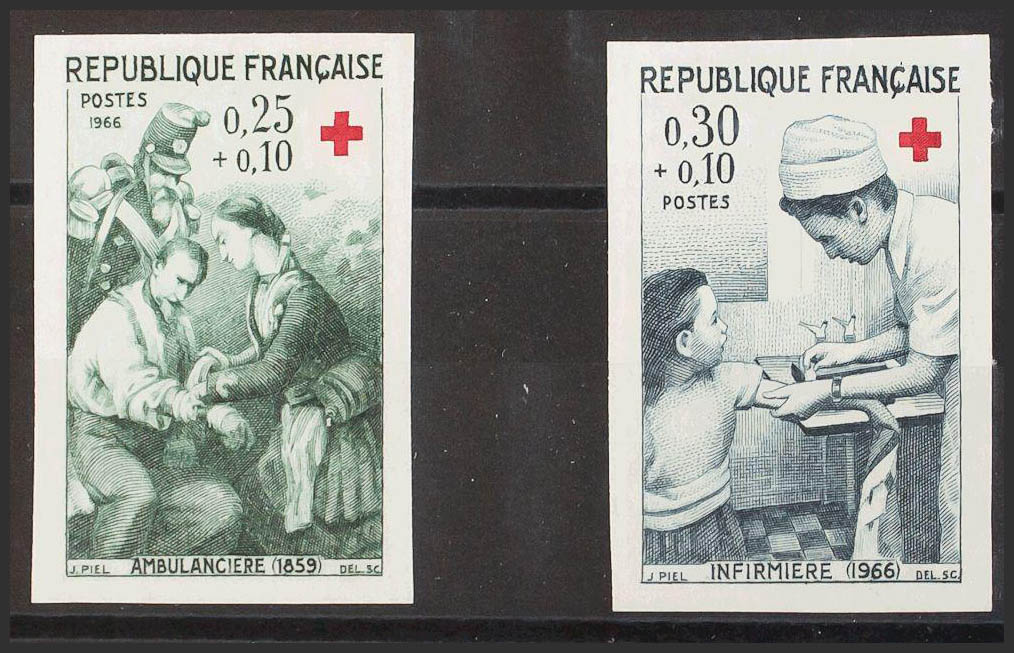 REPUBLIQUE FRANÇAISE
POSTES
1966
0,25
+ 0,10
J. PIEL AMBULANCIERE (1859) DEL. SC.
REPUBLIQUE FRANÇAISE
0,30
+ 0,10
POSTES
J. PIEL INFIRMIERE (1966) DEL. SC.